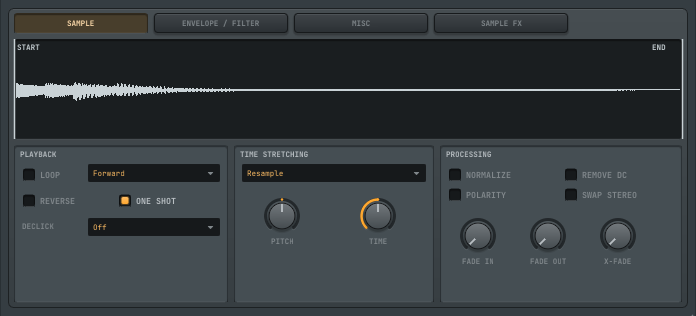 SAMPLE
ENVELOPE / FILTER
MISC
SAMPLE FX
START
END
PLAYBACK
LOOP
Forward
REVERSE
ONE SHOT
DECLICK
Off
TIME STRETCHING
Resample
PITCH
TIME
PROCESSING
NORMALIZE
REMOVE DC
POLARITY
SWAP STEREO
FADE IN
FADE OUT
X-FADE